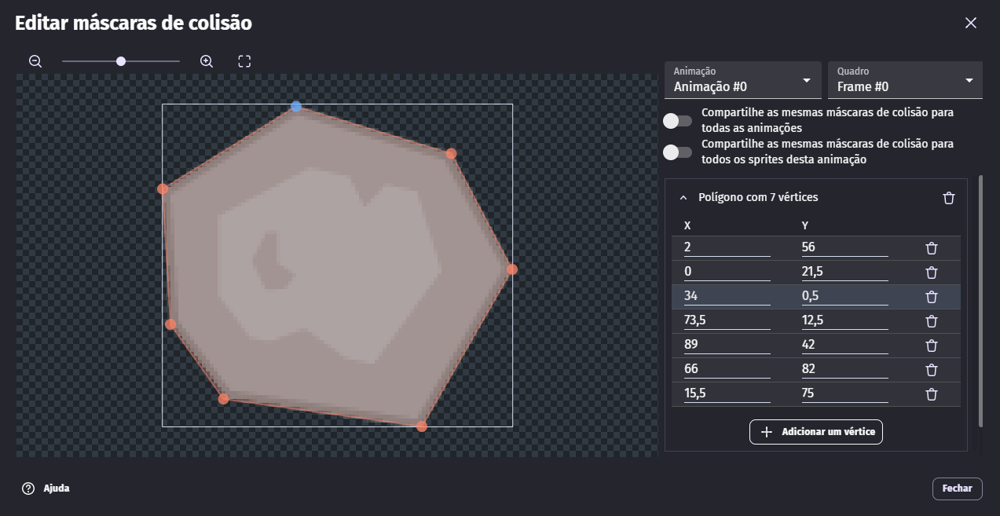 Editar máscaras de colisão
Animação
Animação #0
Quadro
Frame #0
Compartilhe as mesmas máscaras de colisão para
todas as animações
Compartilhe as mesmas máscaras de colisão para
todos os sprites desta animação
Polígono com 7 vértices
X Y
2 56
0 21,5
34 0,5
73,5 12,5
89 42
66 82
15,5 75
Adicionar um vértice
Ajuda
Fechar